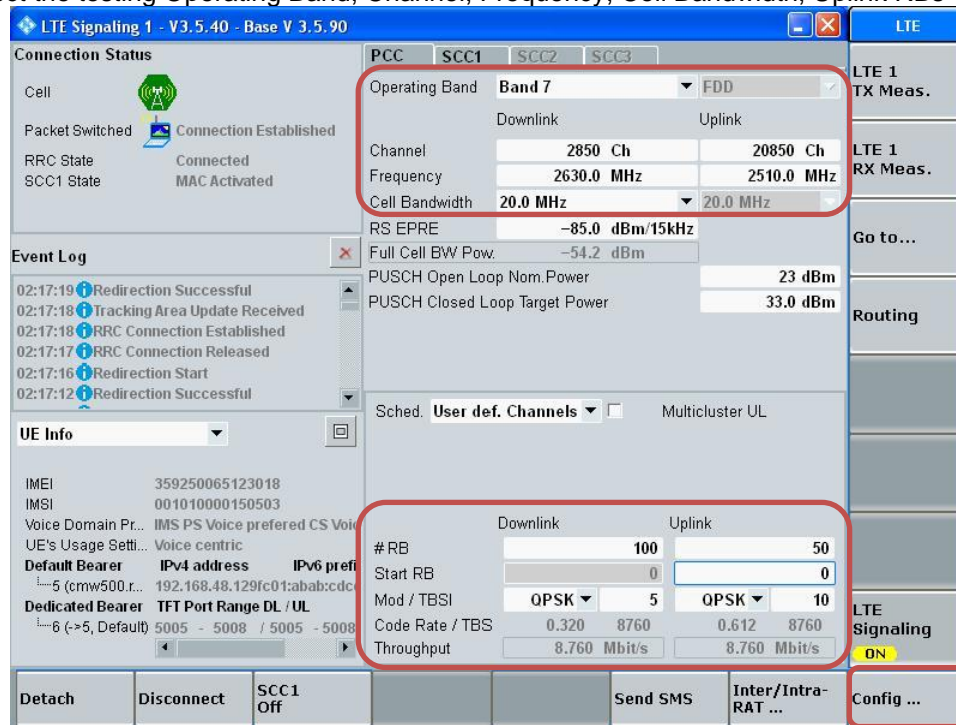 LTE Signaling 1 - V3.5.40 - Base V 3.5.90
LTE
Connection Status
Cell
Packet Switched Connection Established
RRC State Connected
SCC1 State MAC Activated
Event Log
02:17:19 Redirection Successful
02:17:18 Tracking Area Update Received
02:17:18 RRC Connection Established
02:17:17 RRC Connection Released
02:17:16 Redirection Start
02:17:12 Redirection Successful
UE Info
IMEI 359250065123018
IMSI 001010000150503
Voice Domain Pr... IMS PS Voice prefered CS Voic
UE's Usage Setti... Voice centric
Default Bearer IPv4 address IPv6 prefi
5 (cmw500.r... 192.168.48.129 fc01:abab:cdc
Dedicated Bearer TFT Port Range DL / UL
6 (->5, Default) 5005 - 5008 / 5005 - 5008
PCC SCC1 SCC2 SCC3
Operating Band Band 7 FDD
Downlink Uplink
Channel 2850 Ch 20850 Ch
Frequency 2630.0 MHz 2510.0 MHz
Cell Bandwidth 20.0 MHz 20.0 MHz
RS EPRE -85.0 dBm/15kHz
Full Cell BW Pow. -54.2 dBm
PUSCH Open Loop Nom.Power 23 dBm
PUSCH Closed Loop Target Power 33.0 dBm
Sched. User def. Channels Multicluster UL
Downlink Uplink
# RB 100 50
Start RB 0 0
Mod / TBSI QPSK 5 QPSK 10
Code Rate / TBS 0.320 8760 0.612 8760
Throughput 8.760 Mbit/s 8.760 Mbit/s
LTE 1
TX Meas.
LTE 1
RX Meas.
Go to...
Routing
LTE
Signaling
ON
Detach
Disconnect
SCC1
Off
Send SMS
Inter/Intra-
RAT ...
Config ...